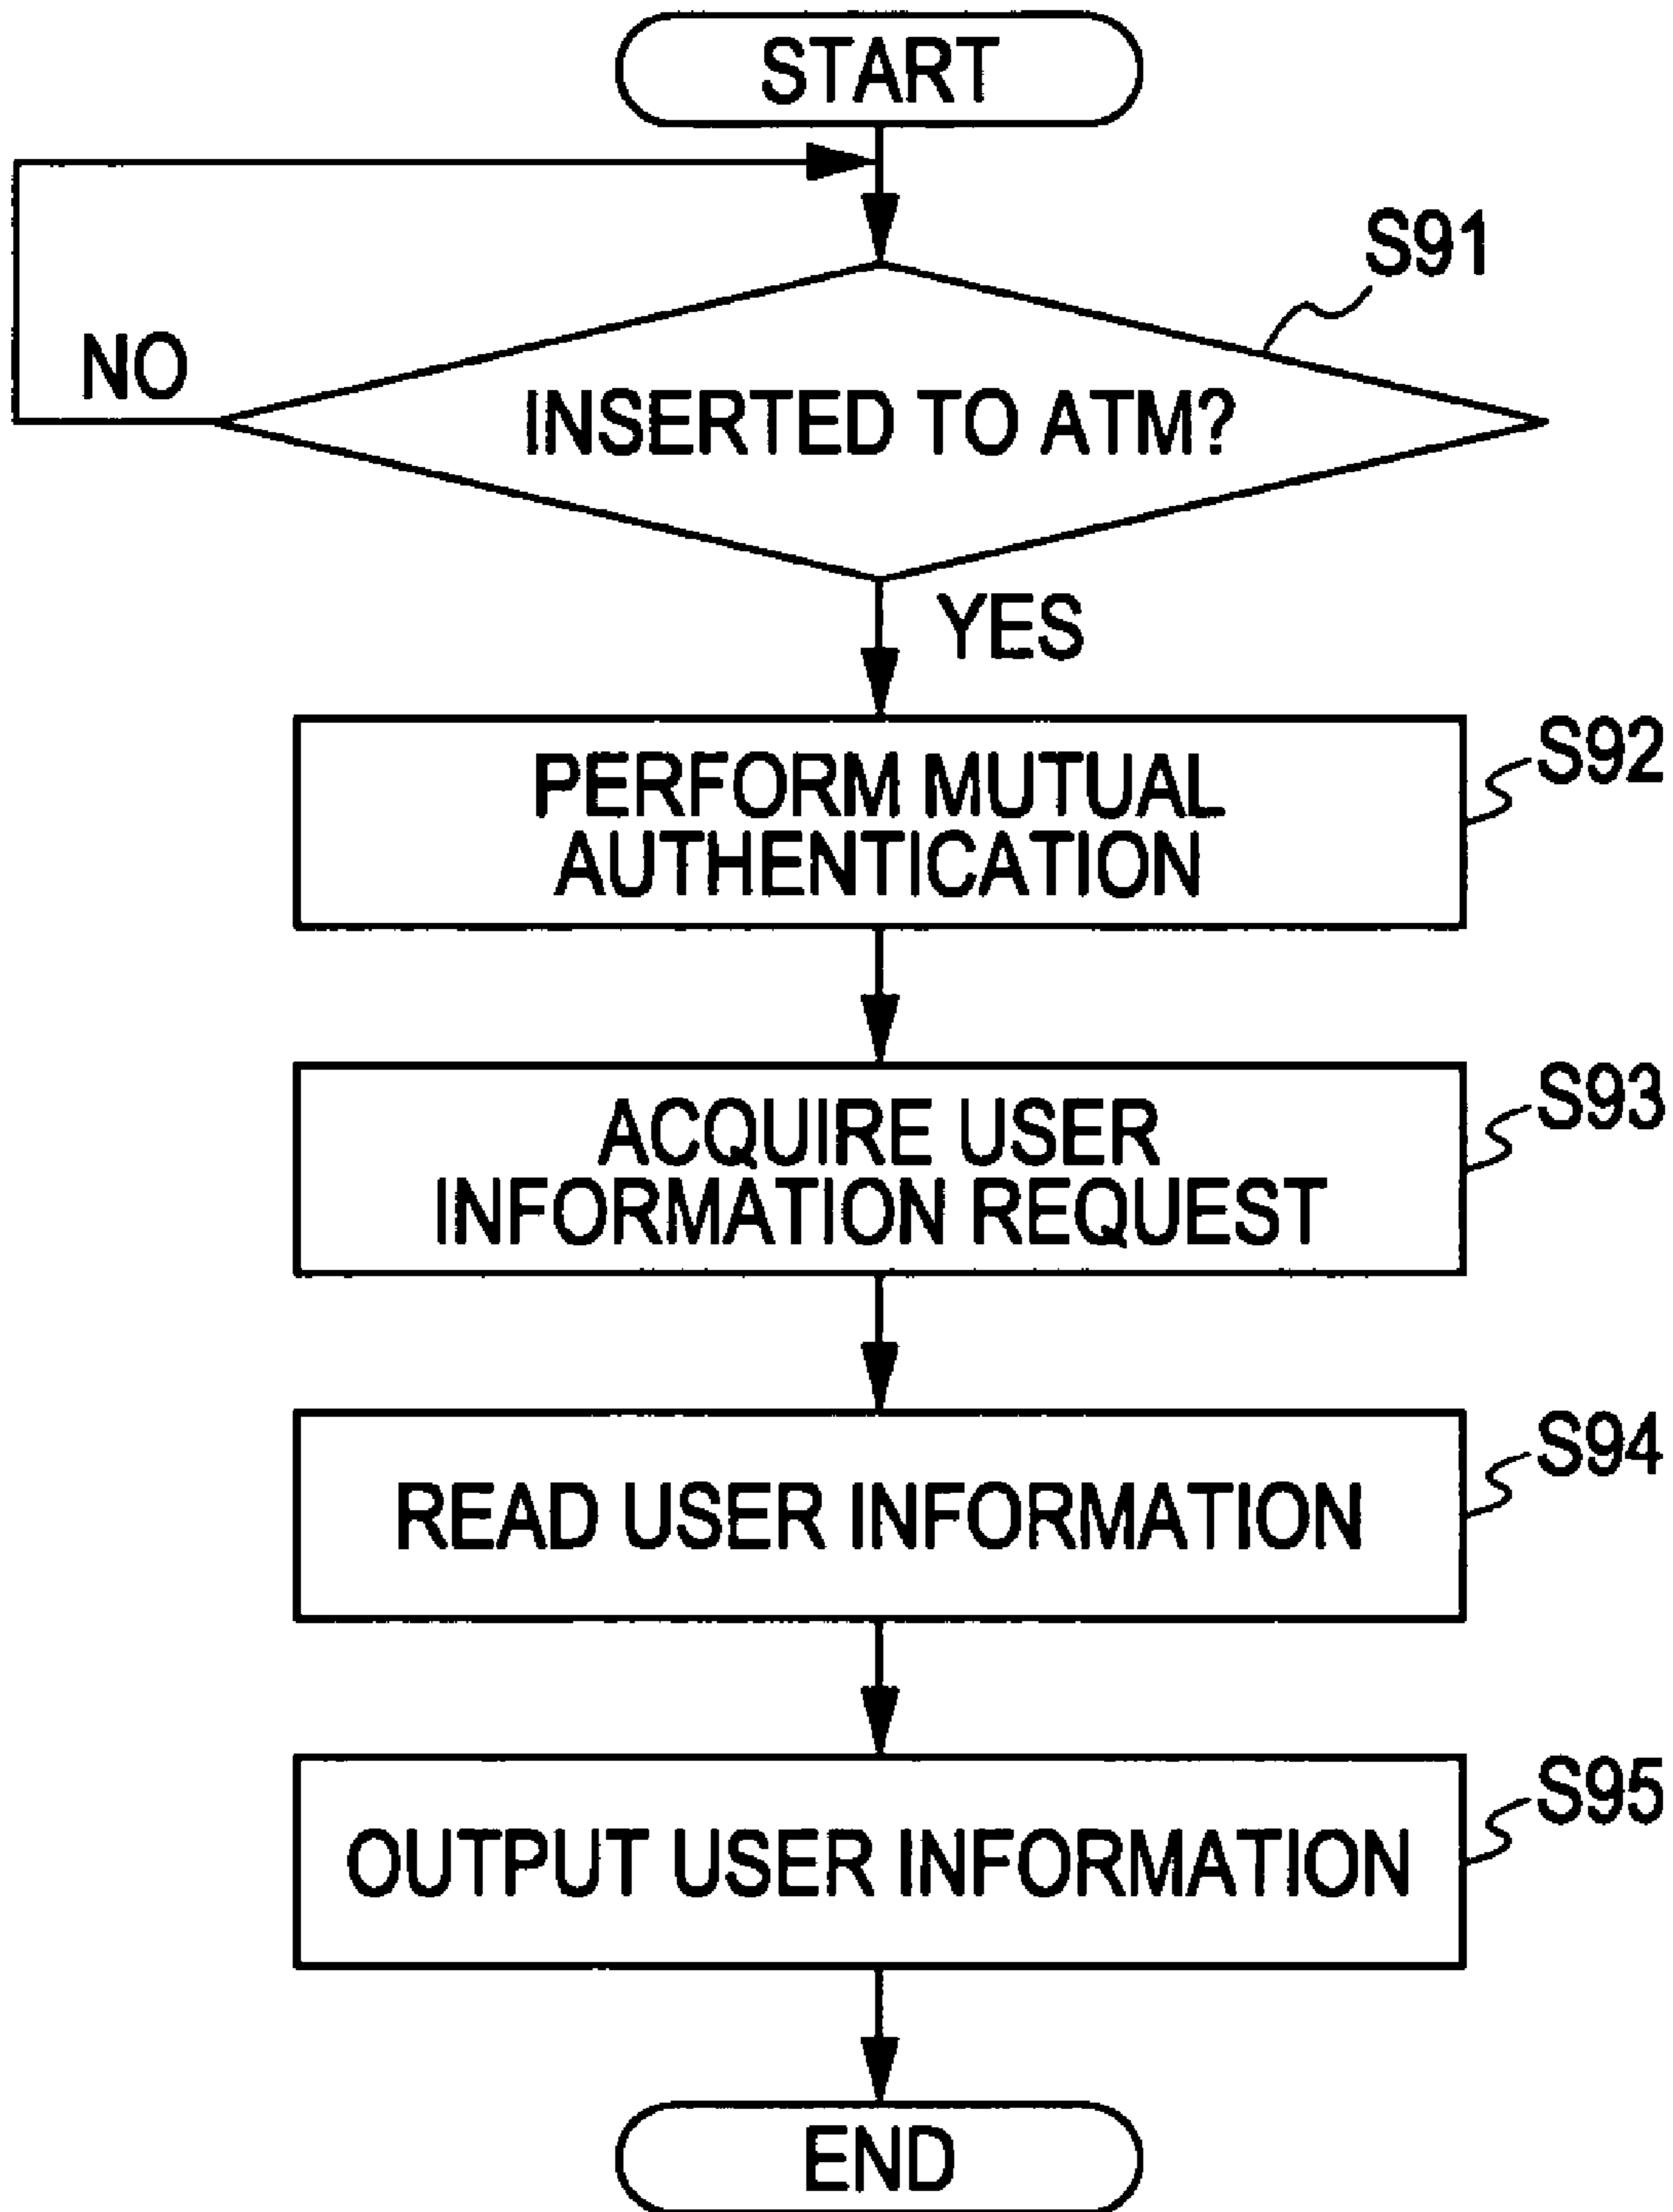 START
S91
NO
INSERTED TO ATM?
YES
S92
PERFORM MUTUAL
AUTHENTICATION
S93
ACQUIRE USER
INFORMATION REQUEST
S94
READ USER INFORMATION
S95
OUTPUT USER INFORMATION
END